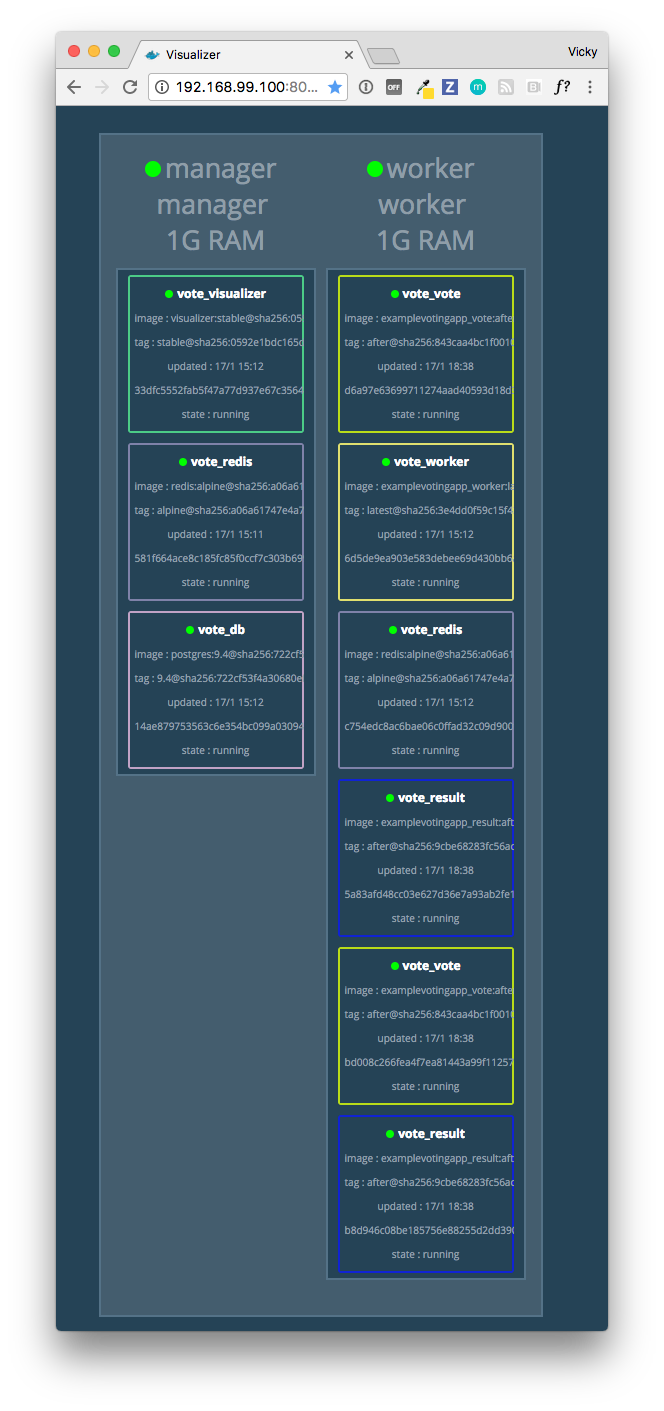 Visualizer
Vicky
192.168.99.100:80...
OFF
Z
m
B
f?
manager
manager
1G RAM
vote_visualizer
image : visualizer:stable@sha256:05
tag : stable@sha256:0592e1bdc165c
updated : 17/1 15:12
33dfc5552fab5f47a77d937e67c3564
state : running
vote_redis
image : redis:alpine@sha256:a06a61
tag : alpine@sha256:a06a61747e4a7
updated : 17/1 15:11
581f664ace8c185fc85f0ccf7c303b69
state : running
vote_db
image : postgres:9.4@sha256:722cf5
tag : 9.4@sha256:722cf53f4a30680e
updated : 17/1 15:12
14ae879753563c6e354bc099a03094
state : running
worker
worker
1G RAM
vote_vote
image : examplevotingapp_vote:afte
tag : after@sha256:843caa4bc1f0010
updated : 17/1 18:38
d6a97e63699711274aad40593d18d
state : running
vote_worker
image : examplevotingapp_worker:la
tag : latest@sha256:3e4dd0f59c15f4
updated : 17/1 15:12
6d5de9ea903e583debee69d430bb6
state : running
vote_redis
image : redis:alpine@sha256:a06a61
tag : alpine@sha256:a06a61747e4a7
updated : 17/1 15:12
c754edc8ac6bae06c0ffad32c09d900
state : running
vote_result
image : examplevotingapp_result:aft
tag : after@sha256:9cbe68283fc56ac
updated : 17/1 18:38
5a83afd48cc03e627d36e7a93ab2fe1
state : running
vote_vote
image : examplevotingapp_vote:afte
tag : after@sha256:843caa4bc1f0010
updated : 17/1 18:38
bd008c266fea4f7ea81443a99f11257
state : running
vote_result
image : examplevotingapp_result:aft
tag : after@sha256:9cbe68283fc56ac
updated : 17/1 18:38
b8d946c08be185756e88255d2dd390
state : running